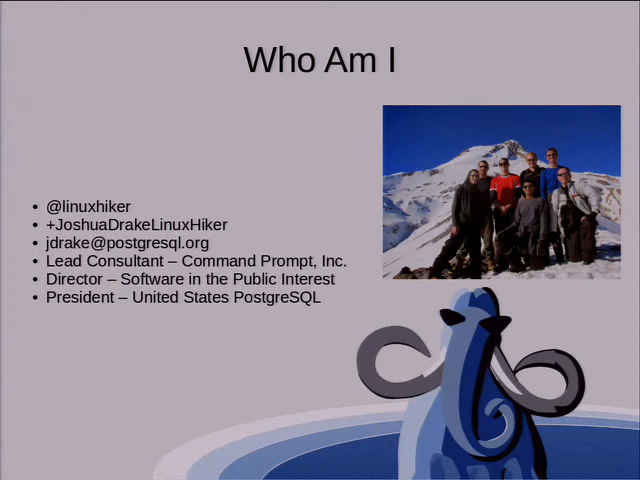 Who Am I
• @linuxhiker
• +JoshuaDrakeLinuxHiker
• jdrake@postgresql.org
• Lead Consultant – Command Prompt, Inc.
• Director – Software in the Public Interest
• President – United States PostgreSQL